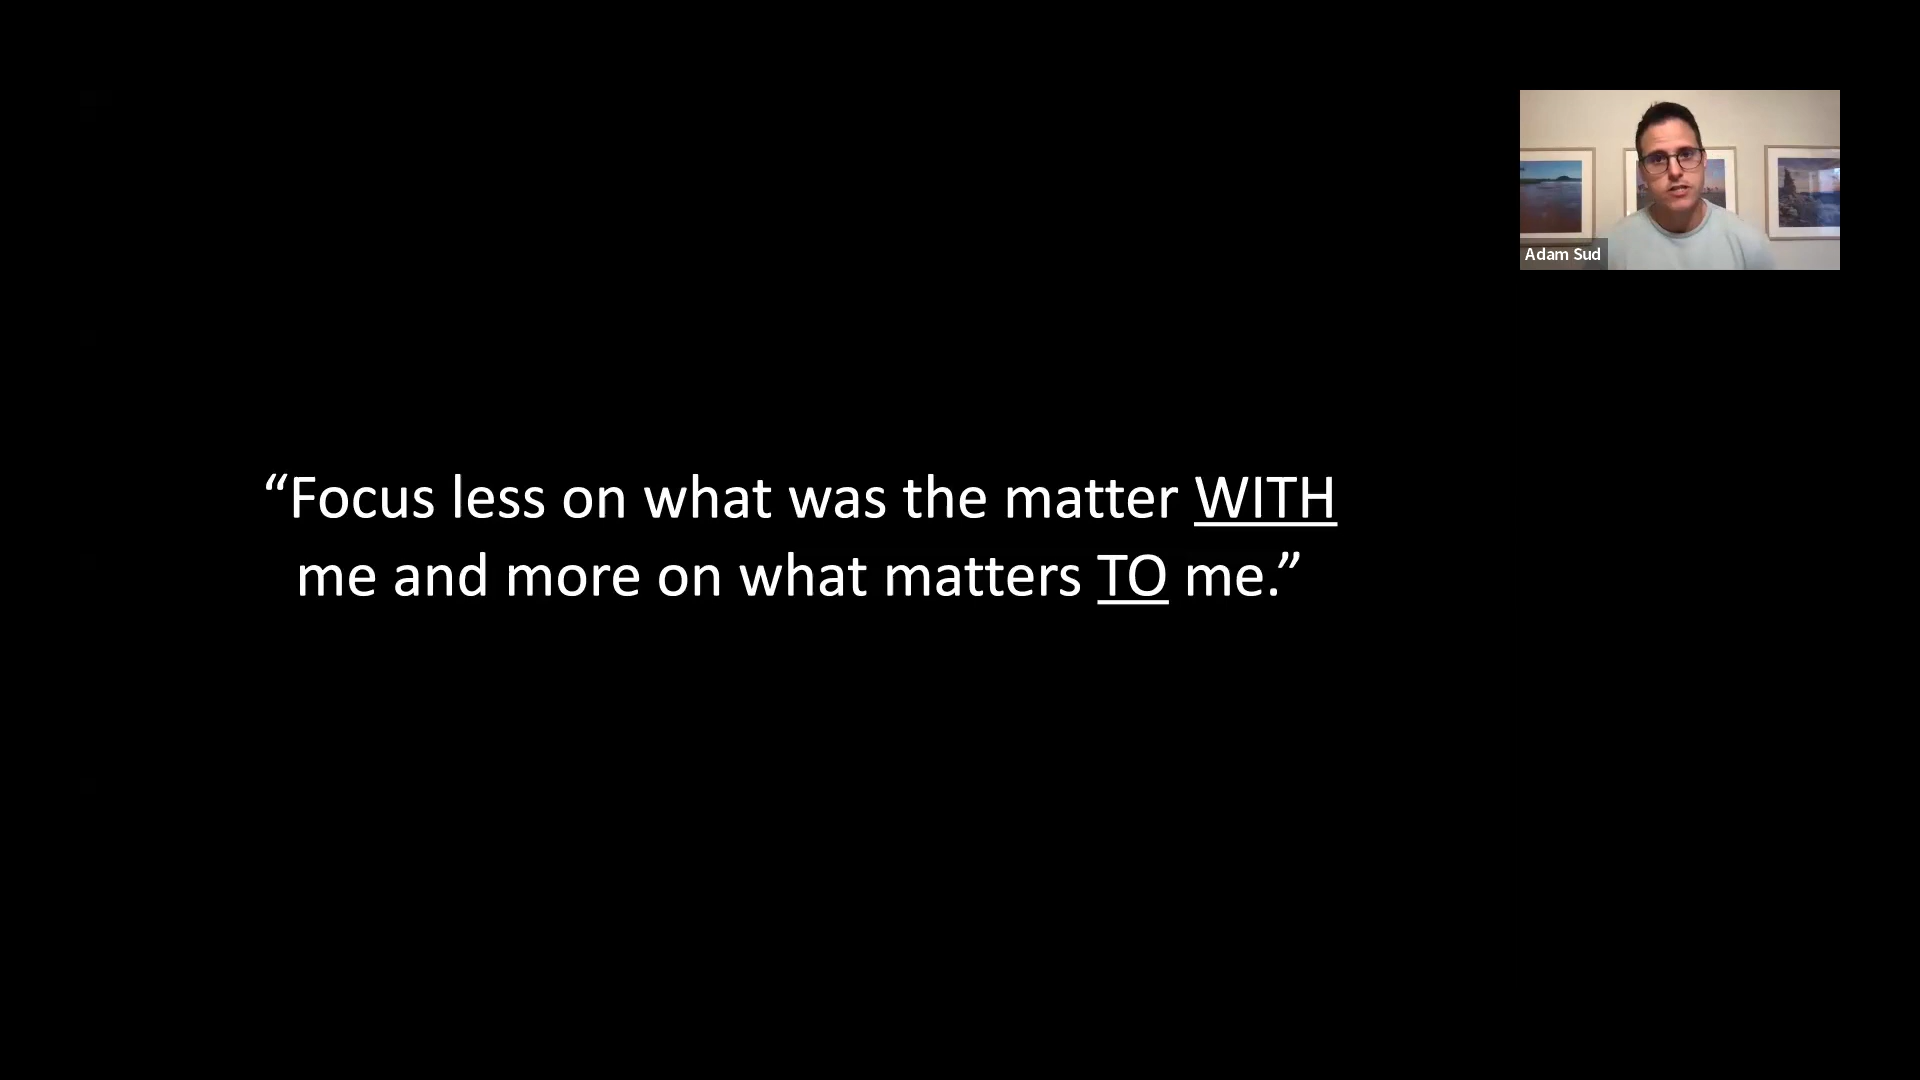 Adam Sud
“Focus less on what was the matter WITH
me and more on what matters TO me.”